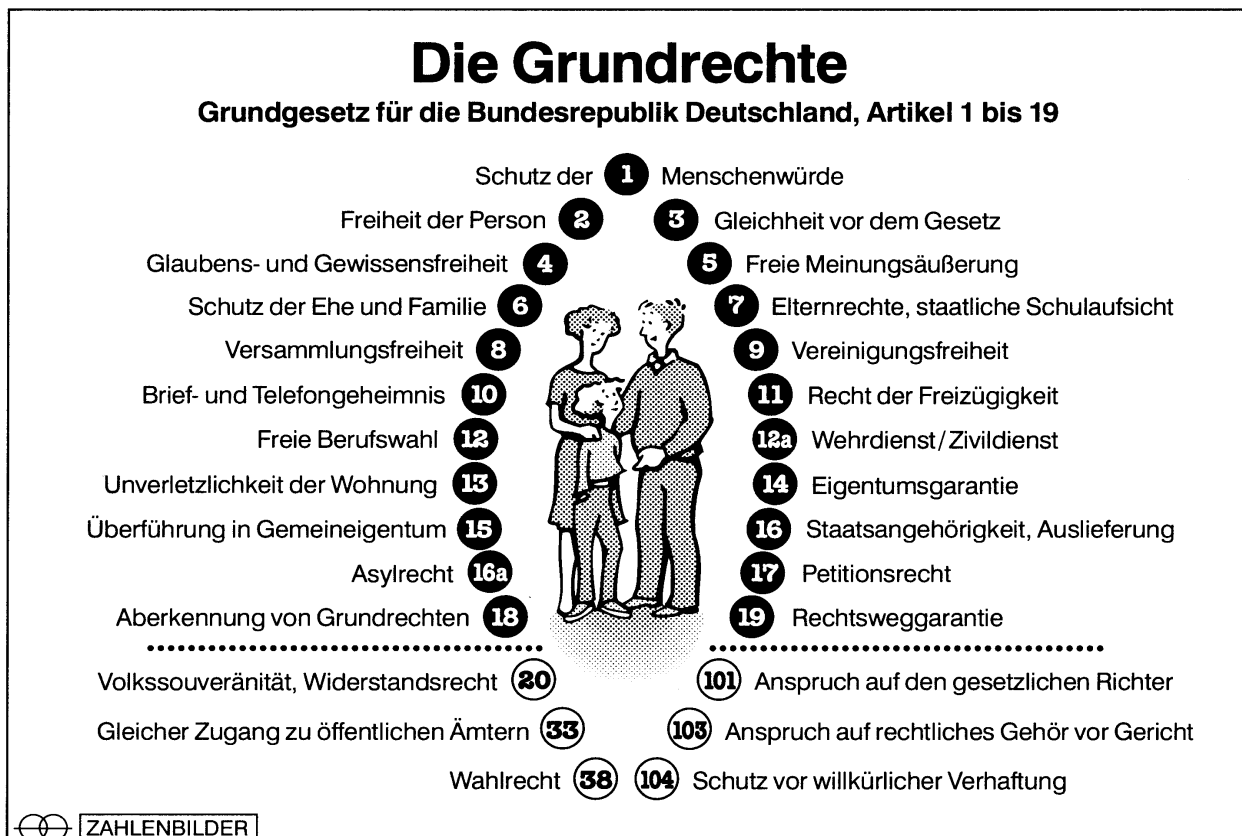 Die Grundrechte
Grundgesetz für die Bundesrepublik Deutschland, Artikel 1 bis 19
Schutz der 1 Menschenwürde
Freiheit der Person 2 3 Gleichheit vor dem Gesetz
Glaubens- und Gewissensfreiheit 4 5 Freie Meinungsäußerung
Schutz der Ehe und Familie 6 7 Elternrechte, staatliche Schulaufsicht
Versammlungsfreiheit 8 9 Vereinigungsfreiheit
Brief- und Telefongeheimnis 10 11 Recht der Freizügigkeit
Freie Berufswahl 12 12a Wehrdienst/Zivildienst
Unverletzlichkeit der Wohnung 13 14 Eigentumsgarantie
Überführung in Gemeineigentum 15 16 Staatsangehörigkeit, Auslieferung
Asylrecht 16a 17 Petitionsrecht
Aberkennung von Grundrechten 18 19 Rechtsweggarantie
Volkssouveränität, Widerstandsrecht 20 101 Anspruch auf den gesetzlichen Richter
Gleicher Zugang zu öffentlichen Ämtern 33 103 Anspruch auf rechtliches Gehör vor Gericht
Wahlrecht 38 104 Schutz vor willkürlicher Verhaftung
ZAHLENBILDER